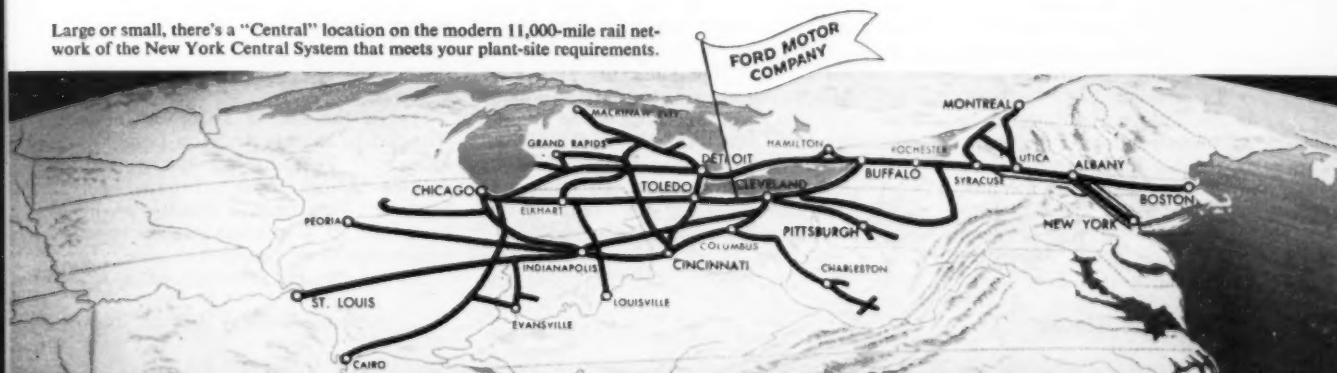 Large or small, there's a "Central" location on the modern 11,000-mile rail net-
work of the New York Central System that meets your plant-site requirements.
FORD MOTOR
COMPANY
MONTREAL
MACKINAW CITY
GRAND RAPIDS
DETROIT
HAMILTON
ROCHESTER
BUFFALO
SYRACUSE
UTICA
ALBANY
BOSTON
CHICAGO
ELKHART
TOLEDO
CLEVELAND
NEW YORK
PEORIA
PITTSBURGH
COLUMBUS
INDIANAPOLIS
CINCINNATI
CHARLESTON
ST. LOUIS
LOUISVILLE
EVANSVILLE
CAIRO